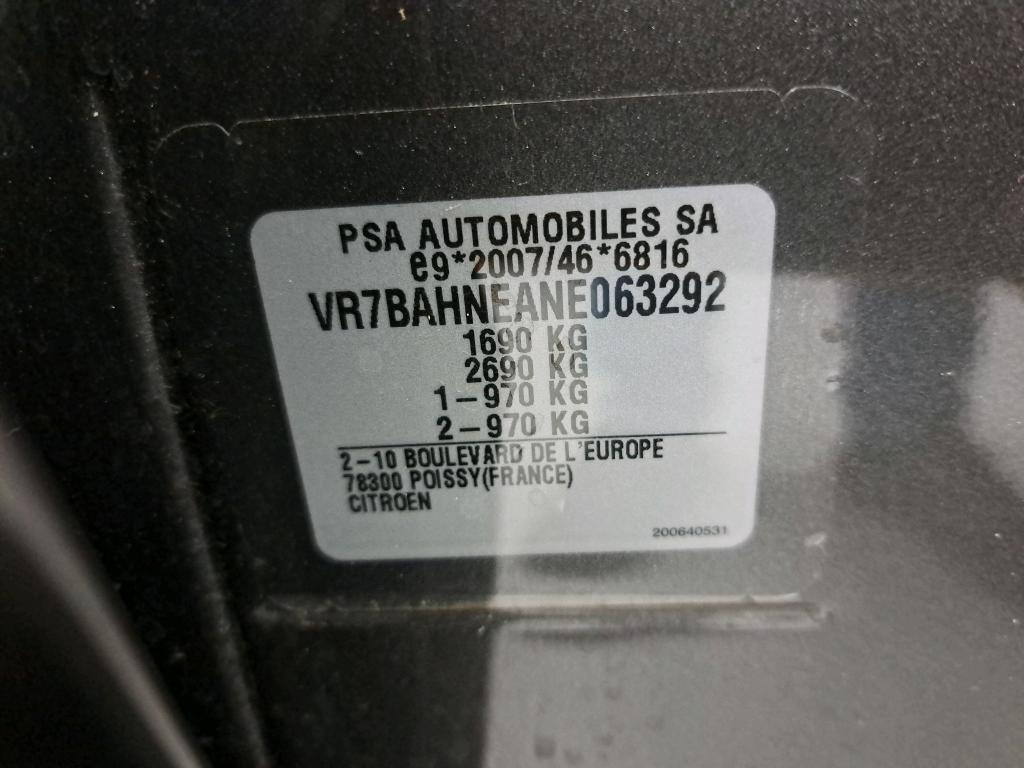 PSA AUTOMOBILES SA
e9*2007/46*6816
VR7BAHNEANE063292
1690 KG
2690 KG
1-970 KG
2-970 KG
2-10 BOULEVARD DE L'EUROPE
78300 POISSY(FRANCE)
CITROEN
200640531